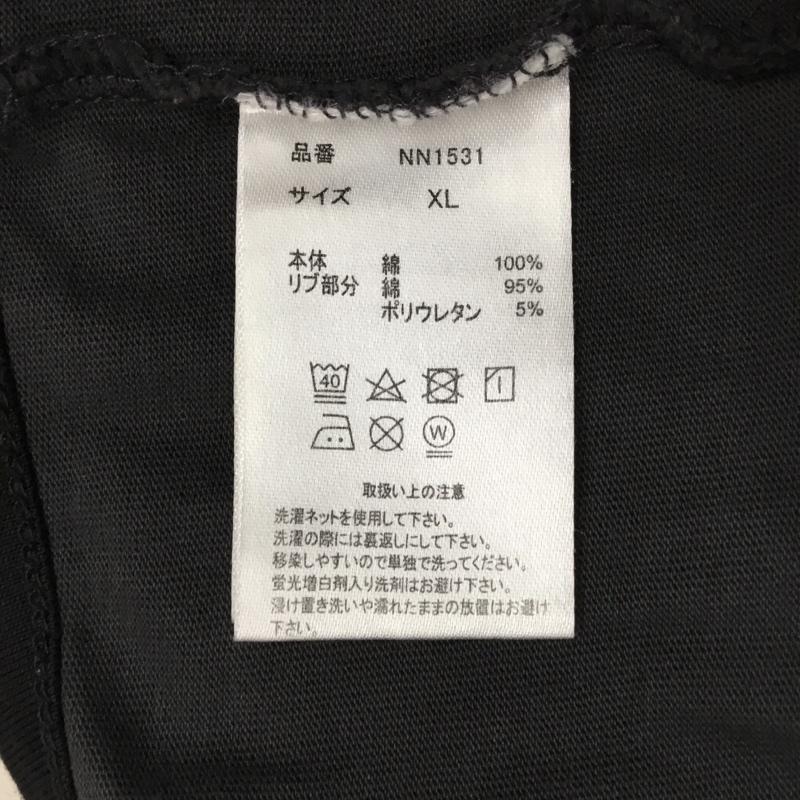 品番 NN1531
サイズ XL
本体 綿 100%
リブ部分 綿 95%
ポリウレタン 5%
40
W
取扱い上の注意
洗濯ネットを使用して下さい。
洗濯の際には裏返しにして下さい。
移染しやすいので単独で洗ってください。
蛍光増白剤入り洗剤はお避け下さい。
浸け置き洗いや濡れたままの放置はお避け
下さい。